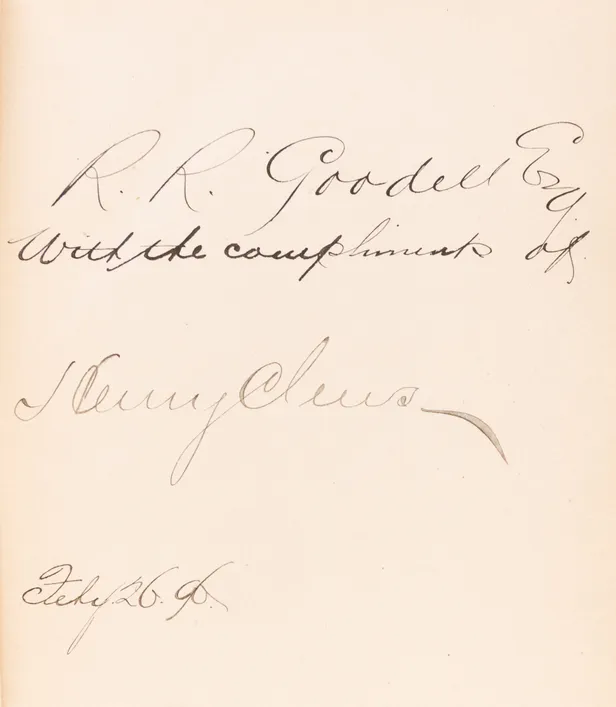 R. R. Goodell Esq
With the compliments of
Henry Clews
Feby 26. 96.